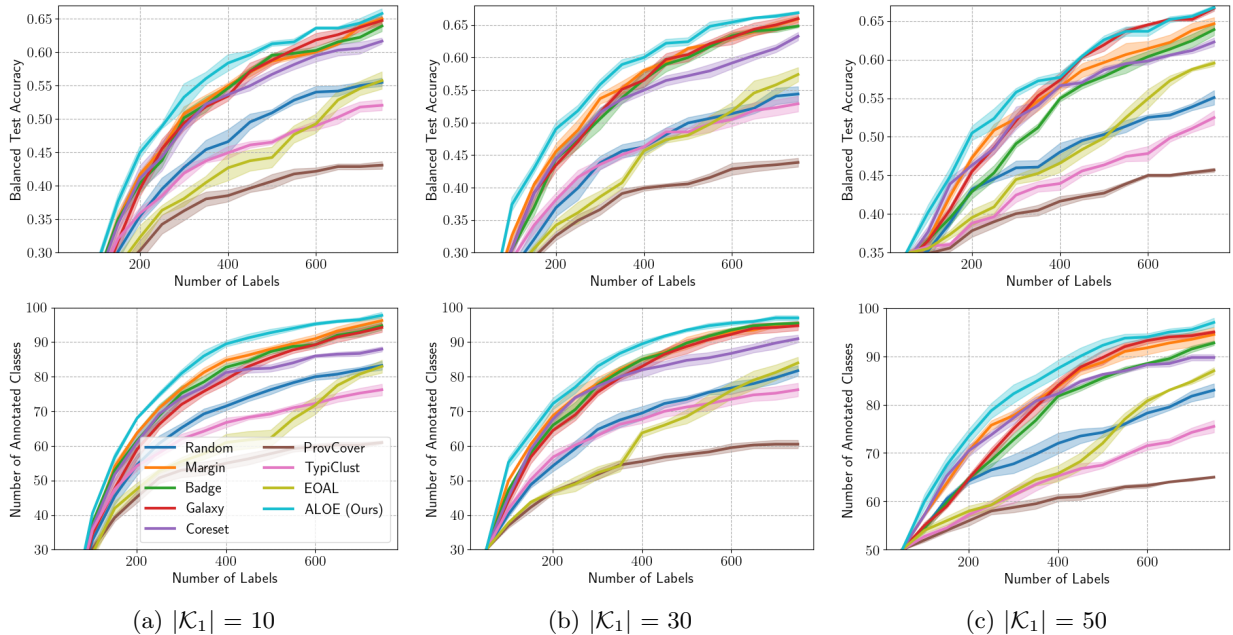 0.65
0.60
0.55
0.50
0.45
0.40
0.35
0.30
Balanced Test Accuracy
200 400 600
Number of Labels
0.65
0.60
0.55
0.50
0.45
0.40
0.35
0.30
Balanced Test Accuracy
200 400 600
Number of Labels
0.65
0.60
0.55
0.50
0.45
0.40
0.35
Balanced Test Accuracy
200 400 600
Number of Labels
100
90
80
70
60
50
40
30
Number of Annotated Classes
Random
Margin
Badge
Galaxy
Coreset
ProvCover
TypiClust
EOAL
ALOE (Ours)
200 400 600
Number of Labels
100
90
80
70
60
50
40
30
Number of Annotated Classes
200 400 600
Number of Labels
100
90
80
70
60
50
Number of Annotated Classes
200 400 600
Number of Labels
(a) |𝒦₁| = 10
(b) |𝒦₁| = 30
(c) |𝒦₁| = 50